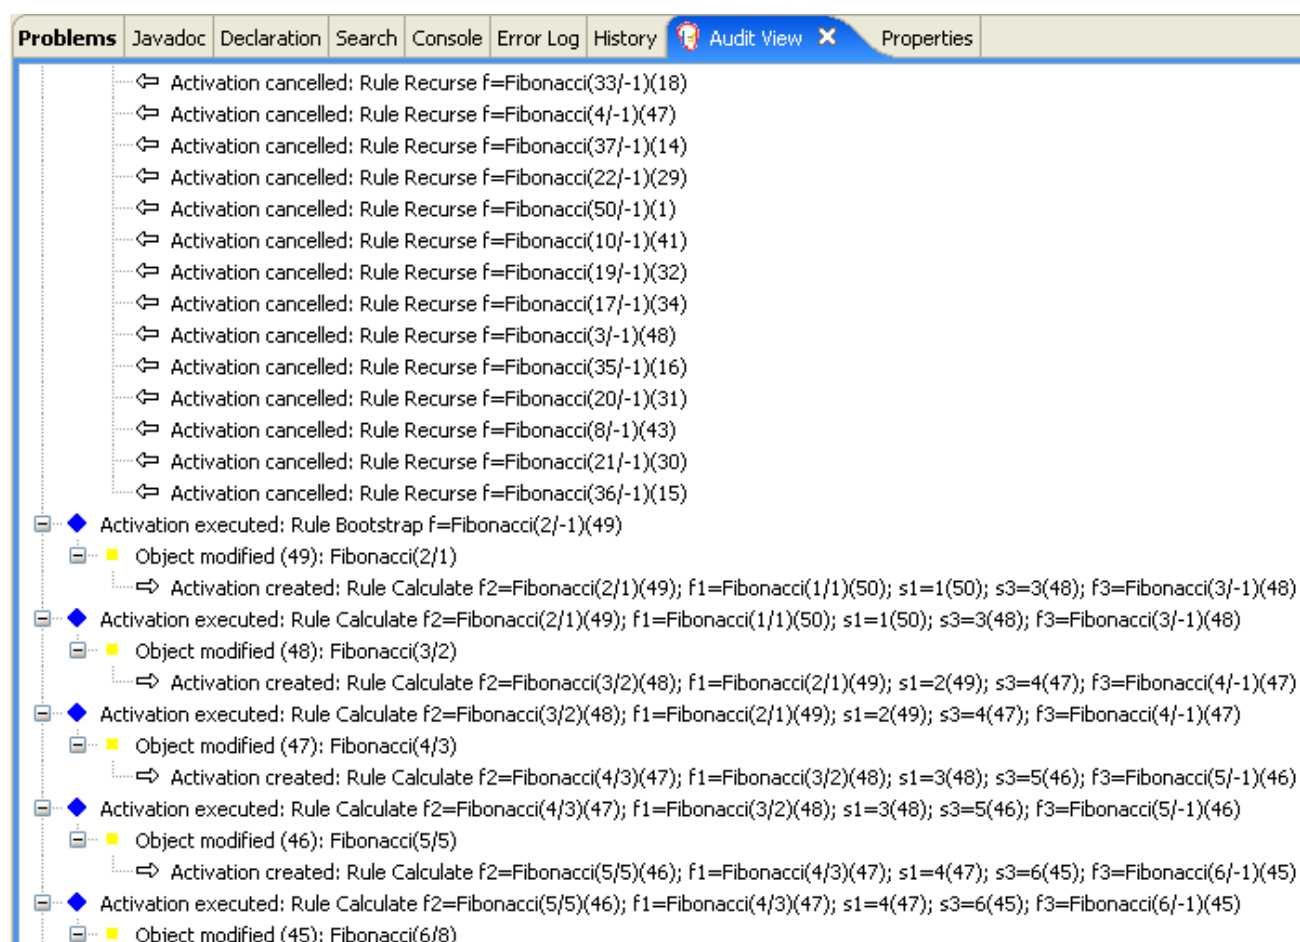 Problems Javadoc Declaration Search Console Error Log History Audit View Properties
Activation cancelled: Rule Recurse f=Fibonacci(33/-1)(18)
Activation cancelled: Rule Recurse f=Fibonacci(4/-1)(47)
Activation cancelled: Rule Recurse f=Fibonacci(37/-1)(14)
Activation cancelled: Rule Recurse f=Fibonacci(22/-1)(29)
Activation cancelled: Rule Recurse f=Fibonacci(50/-1)(1)
Activation cancelled: Rule Recurse f=Fibonacci(10/-1)(41)
Activation cancelled: Rule Recurse f=Fibonacci(19/-1)(32)
Activation cancelled: Rule Recurse f=Fibonacci(17/-1)(34)
Activation cancelled: Rule Recurse f=Fibonacci(3/-1)(48)
Activation cancelled: Rule Recurse f=Fibonacci(35/-1)(16)
Activation cancelled: Rule Recurse f=Fibonacci(20/-1)(31)
Activation cancelled: Rule Recurse f=Fibonacci(8/-1)(43)
Activation cancelled: Rule Recurse f=Fibonacci(21/-1)(30)
Activation cancelled: Rule Recurse f=Fibonacci(36/-1)(15)
Activation executed: Rule Bootstrap f=Fibonacci(2/-1)(49)
Object modified (49): Fibonacci(2/1)
Activation created: Rule Calculate f2=Fibonacci(2/1)(49); f1=Fibonacci(1/1)(50); s1=1(50); s3=3(48); f3=Fibonacci(3/-1)(48)
Activation executed: Rule Calculate f2=Fibonacci(2/1)(49); f1=Fibonacci(1/1)(50); s1=1(50); s3=3(48); f3=Fibonacci(3/-1)(48)
Object modified (48): Fibonacci(3/2)
Activation created: Rule Calculate f2=Fibonacci(3/2)(48); f1=Fibonacci(2/1)(49); s1=2(49); s3=4(47); f3=Fibonacci(4/-1)(47)
Activation executed: Rule Calculate f2=Fibonacci(3/2)(48); f1=Fibonacci(2/1)(49); s1=2(49); s3=4(47); f3=Fibonacci(4/-1)(47)
Object modified (47): Fibonacci(4/3)
Activation created: Rule Calculate f2=Fibonacci(4/3)(47); f1=Fibonacci(3/2)(48); s1=3(48); s3=5(46); f3=Fibonacci(5/-1)(46)
Activation executed: Rule Calculate f2=Fibonacci(4/3)(47); f1=Fibonacci(3/2)(48); s1=3(48); s3=5(46); f3=Fibonacci(5/-1)(46)
Object modified (46): Fibonacci(5/5)
Activation created: Rule Calculate f2=Fibonacci(5/5)(46); f1=Fibonacci(4/3)(47); s1=4(47); s3=6(45); f3=Fibonacci(6/-1)(45)
Activation executed: Rule Calculate f2=Fibonacci(5/5)(46); f1=Fibonacci(4/3)(47); s1=4(47); s3=6(45); f3=Fibonacci(6/-1)(45)
Object modified (45): Fibonacci(6/8)